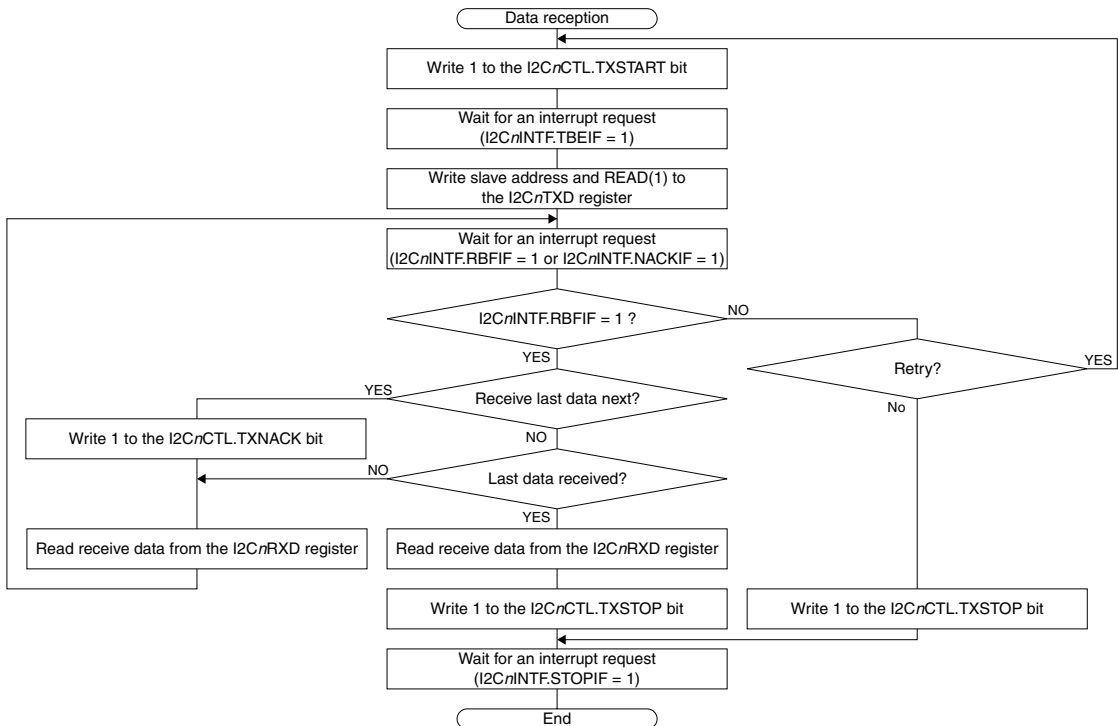 Data reception
Write 1 to the I2CnCTL.TXSTART bit
Wait for an interrupt request
(I2CnINTF.TBEIF = 1)
Write slave address and READ(1) to
the I2CnTXD register
Wait for an interrupt request
(I2CnINTF.RBFIF = 1 or I2CnINTF.NACKIF = 1)
I2CnINTF.RBFIF = 1 ?
NO
YES
Retry?
YES
No
YES
Receive last data next?
NO
Write 1 to the I2CnCTL.TXNACK bit
NO
Last data received?
YES
Read receive data from the I2CnRXD register
Read receive data from the I2CnRXD register
Write 1 to the I2CnCTL.TXSTOP bit
Write 1 to the I2CnCTL.TXSTOP bit
Wait for an interrupt request
(I2CnINTF.STOPIF = 1)
End